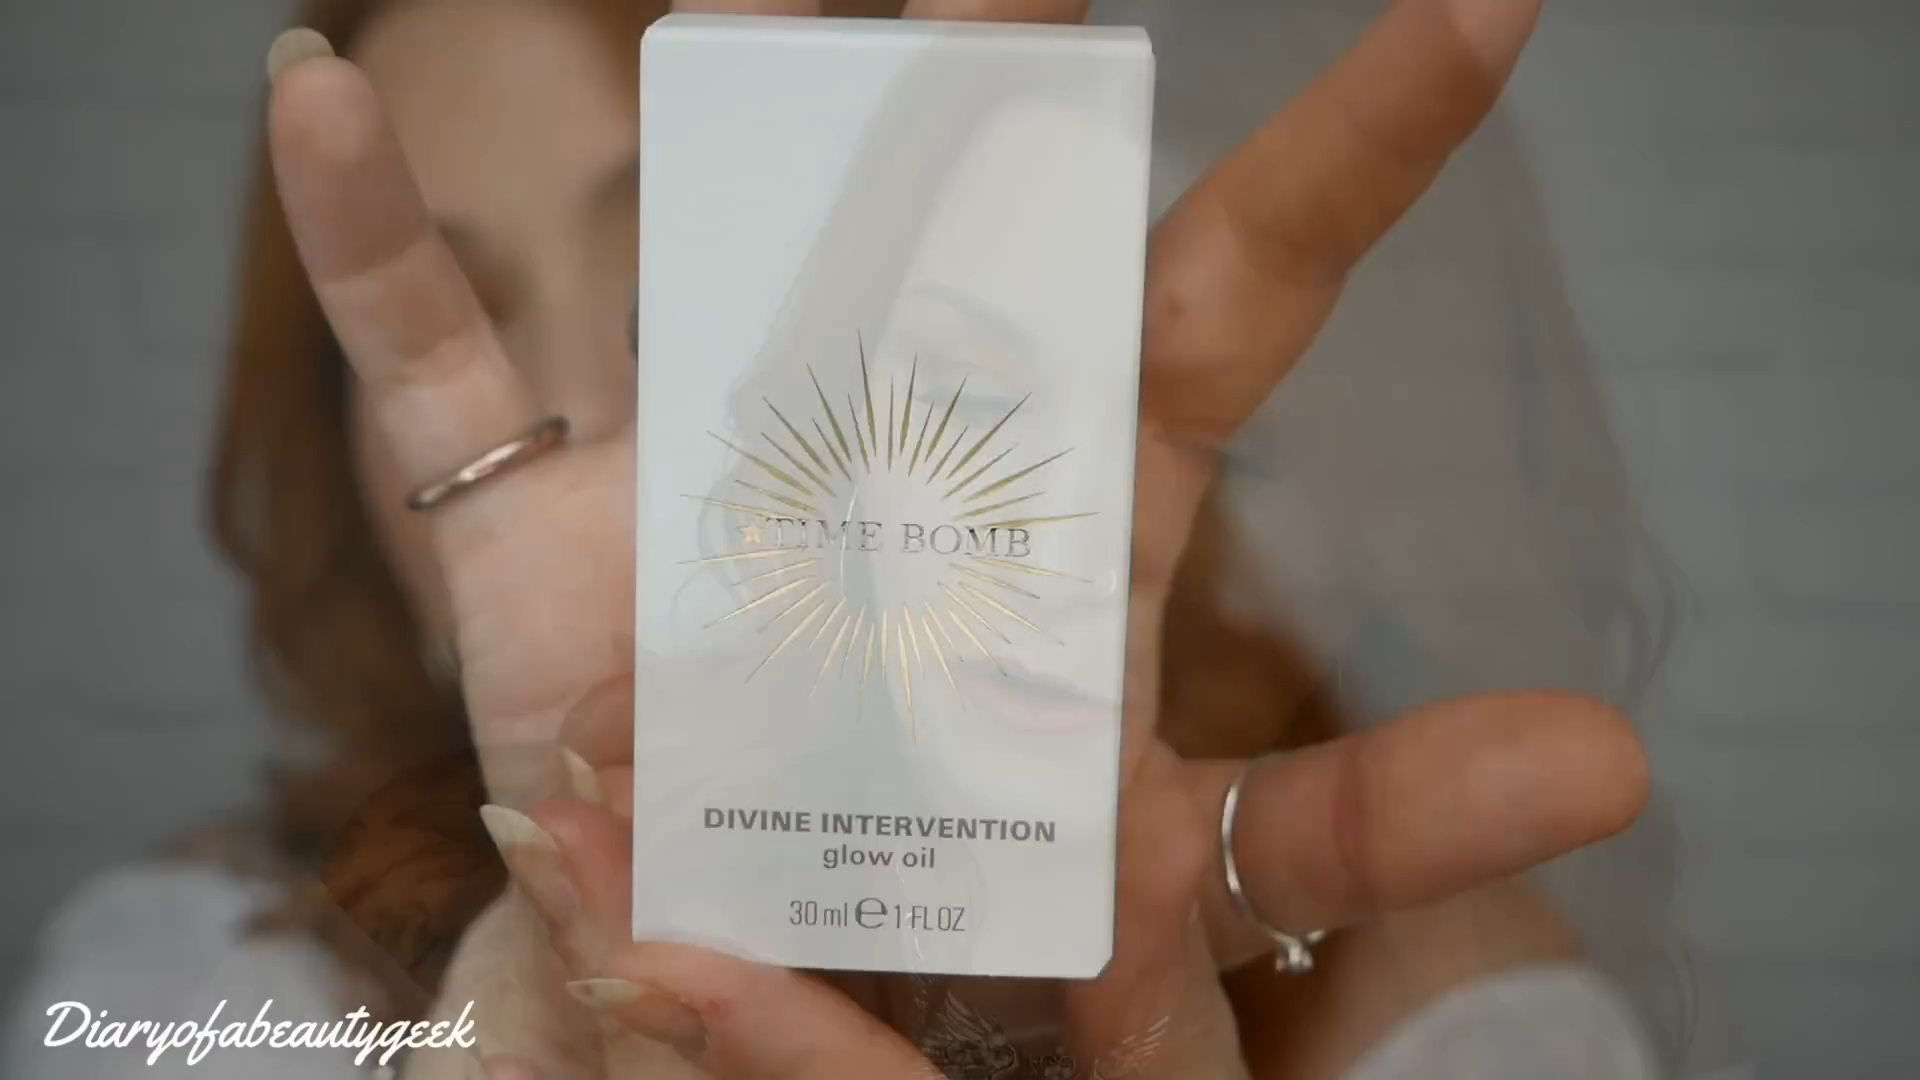 TIME BOMB
DIVINE INTERVENTION
glow oil
30 ml e 1 FL OZ
Diaryofabeautygeek